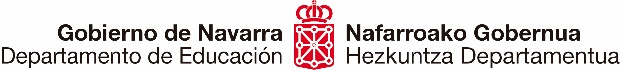 Gobierno de Navarra
Departamento de Educación
Nafarroako Gobernua
Hezkuntza Departamentua